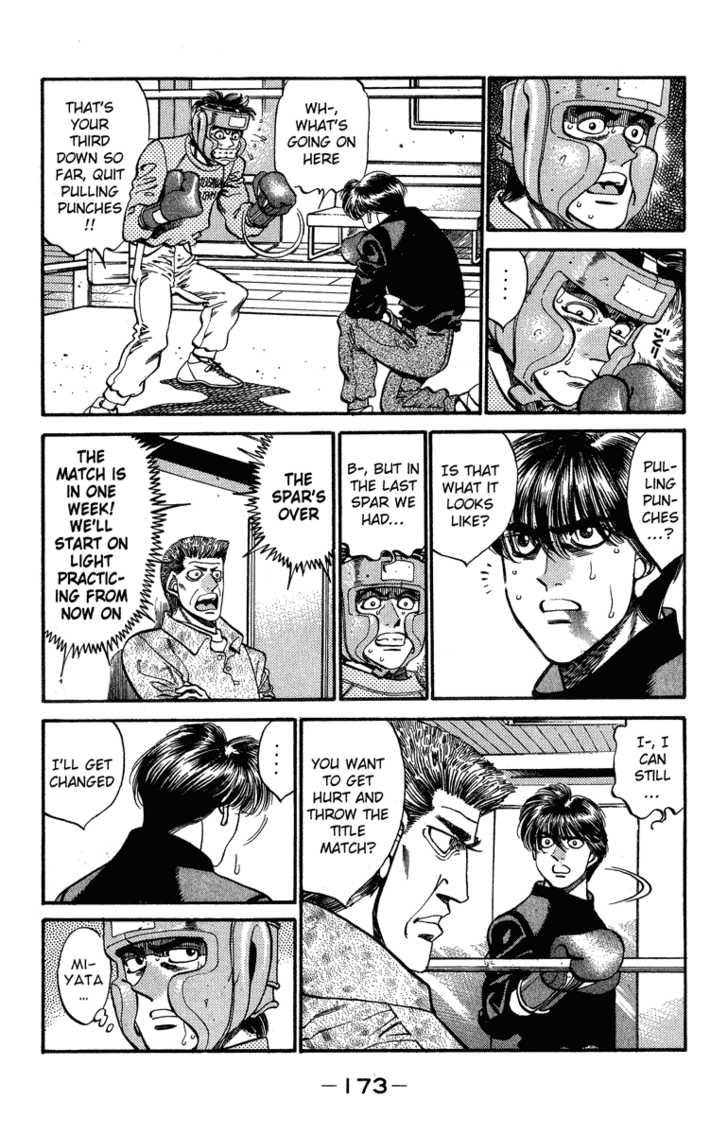 ...
WH-,
WHAT'S
GOING ON
HERE
THAT'S
YOUR
THIRD
DOWN SO
FAR, QUIT
PULLING
PUNCHES
!!
PUL-
LING
PUN-
CHES
...?
IS THAT
WHAT IT
LOOKS
LIKE?
B-, BUT IN
THE LAST
SPAR WE
HAD...
THE
SPAR'S
OVER
THE
MATCH IS
IN ONE
WEEK!
WE'LL
START ON
LIGHT
PRACTIC-
ING FROM
NOW ON
I-, I
CAN
STILL
...
YOU WANT
TO GET
HURT AND
THROW THE
TITLE
MATCH?
...
I'LL GET
CHANGED
MI-
YATA
...
—173—